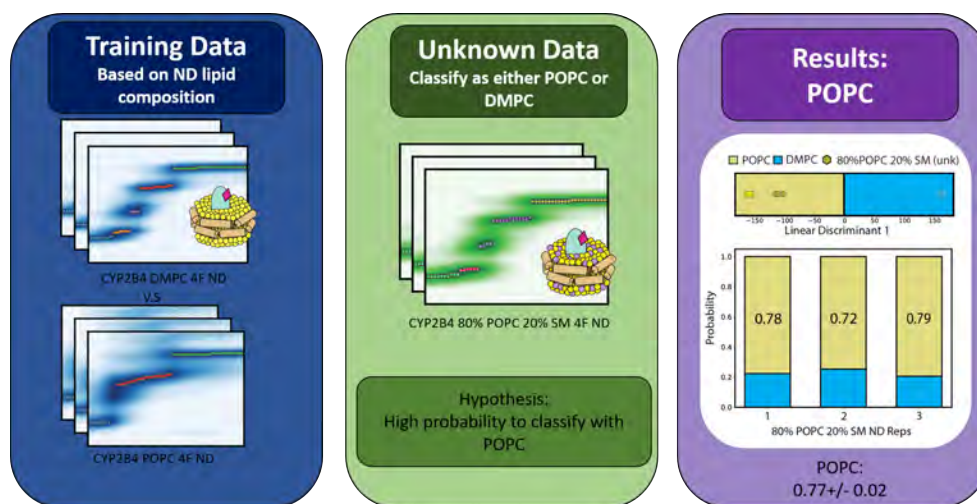 Training Data
Based on ND lipid
composition
CYP2B4 DMPC 4F ND
V.S
CYP2B4 POPC 4F ND
Unknown Data
Classify as either POPC or
DMPC
CYP2B4 80% POPC 20% SM 4F ND
Hypothesis:
High probability to classify with
POPC
Results:
POPC
POPC DMPC 80%POPC 20% SM (unk)
−150 −100 −50 0 50 100 150
Linear Discriminant 1
1.0
0.8
0.6
0.4
0.2
0.0
Probability
0.78 0.72 0.79
1 2 3
80% POPC 20% SM ND Reps
POPC:
0.77+/- 0.02